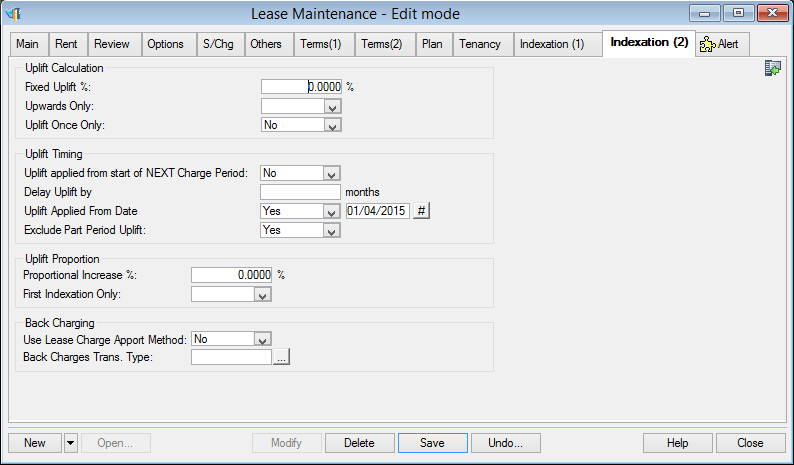 Lease Maintenance - Edit mode
Main Rent Review Options S/Chg Others Terms(1) Terms(2) Plan Tenancy Indexation (1) Indexation (2) Alert
Uplift Calculation
Fixed Uplift %: 0.0000 %
Upwards Only:
Uplift Once Only: No
Uplift Timing
Uplift applied from start of NEXT Charge Period: No
Delay Uplift by months
Uplift Applied From Date Yes 01/04/2015 #
Exclude Part Period Uplift: Yes
Uplift Proportion
Proportional Increase %: 0.0000 %
First Indexation Only:
Back Charging
Use Lease Charge Apport Method: No
Back Charges Trans. Type: ...
New Open... Modify Delete Save Undo... Help Close